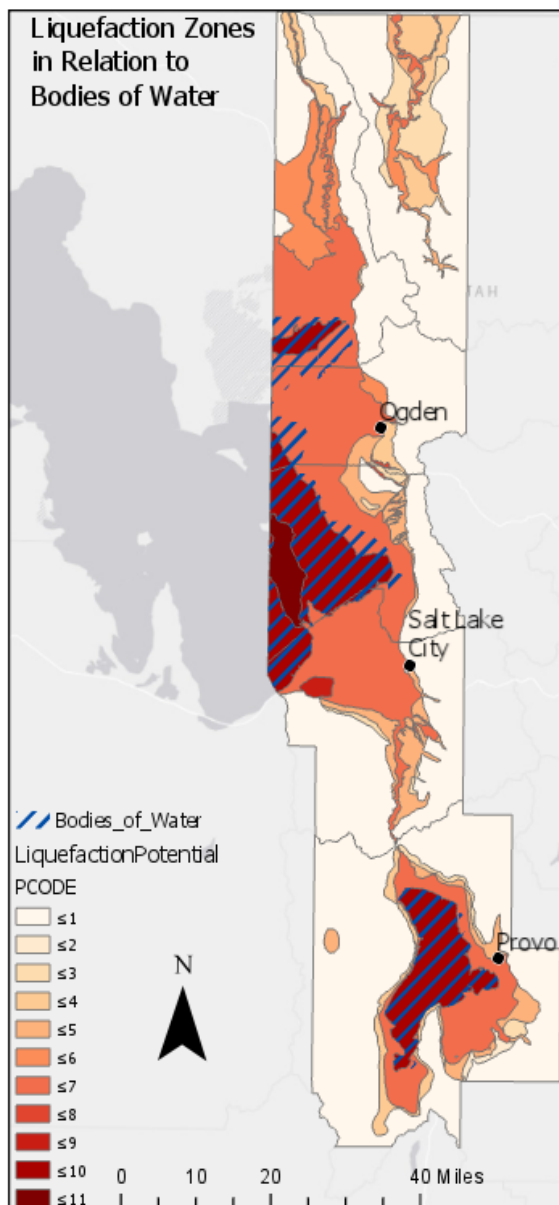 Liquefaction Zones
in Relation to
Bodies of Water
TAH
Ogden
Salt Lake
City
Bodies_of_Water
LiquefactionPotential
PCODE
≤1
≤2
≤3
≤4
≤5
≤6
≤7
≤8
≤9
≤10
≤11
Provo
N
0 10 20 40 Miles